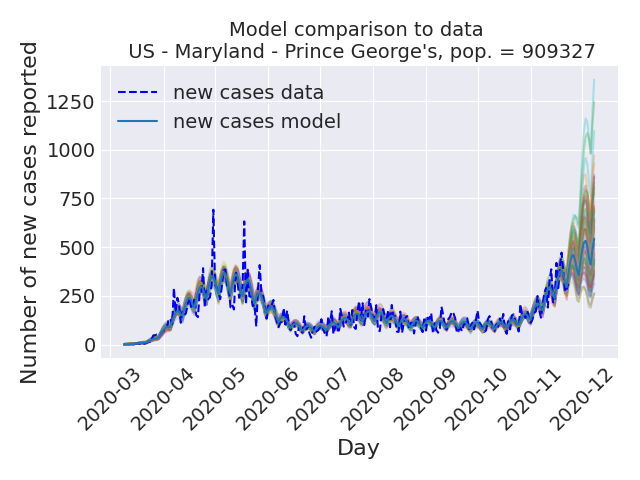 Model comparison to data
US - Maryland - Prince George's, pop. = 909327
Number of new cases reported
1250
1000
750
500
250
0
new cases data
new cases model
2020-03
2020-04
2020-05
2020-06
2020-07
2020-08
2020-09
2020-10
2020-11
2020-12
Day